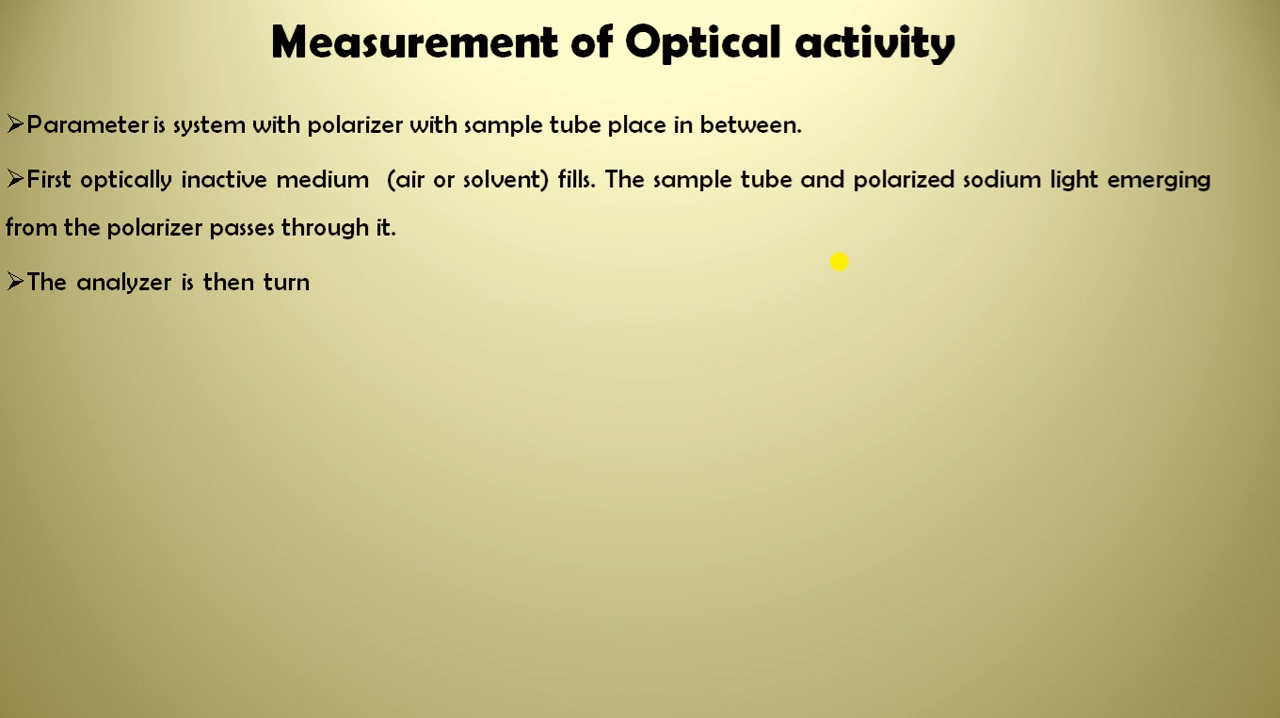 Measurement of Optical activity
➢Parameter is system with polarizer with sample tube place in between.
➢First optically inactive medium (air or solvent) fills. The sample tube and polarized sodium light emerging
from the polarizer passes through it.
➢The analyzer is then turn